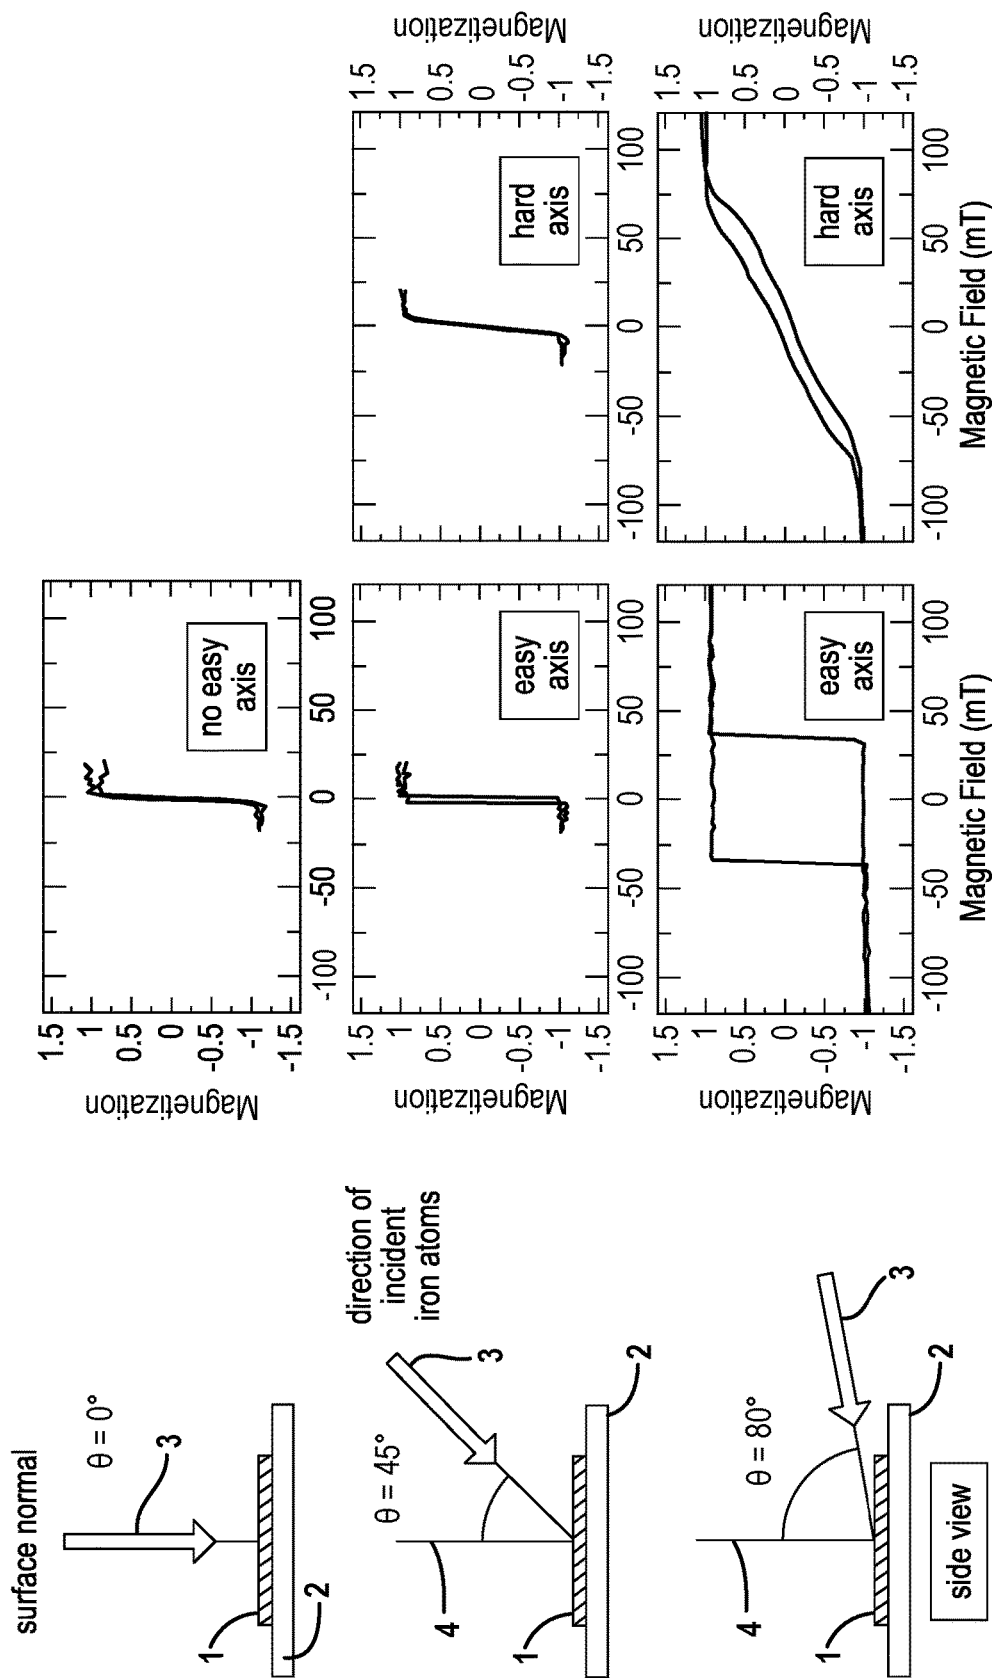 surface normal
θ = 0°
3
1
2
Magnetization
1.5
1
0.5
0
-0.5
-1
-1.5
-100
-50
0
50
100
no easy
axis
direction of
incident
iron atoms
θ = 45°
3
4
1
2
Magnetization
1.5
1
0.5
0
-0.5
-1
-1.5
-100
-50
0
50
100
easy
axis
-100
-50
0
50
100
hard
axis
1.5
1
0.5
0
-0.5
-1
-1.5
Magnetization
θ = 80°
3
4
1
2
side view
Magnetization
1.5
1
0.5
0
-0.5
-1
-1.5
-100
-50
0
50
100
Magnetic Field (mT)
easy
axis
-100
-50
0
50
100
Magnetic Field (mT)
hard
axis
1.5
1
0.5
0
-0.5
-1
-1.5
Magnetization